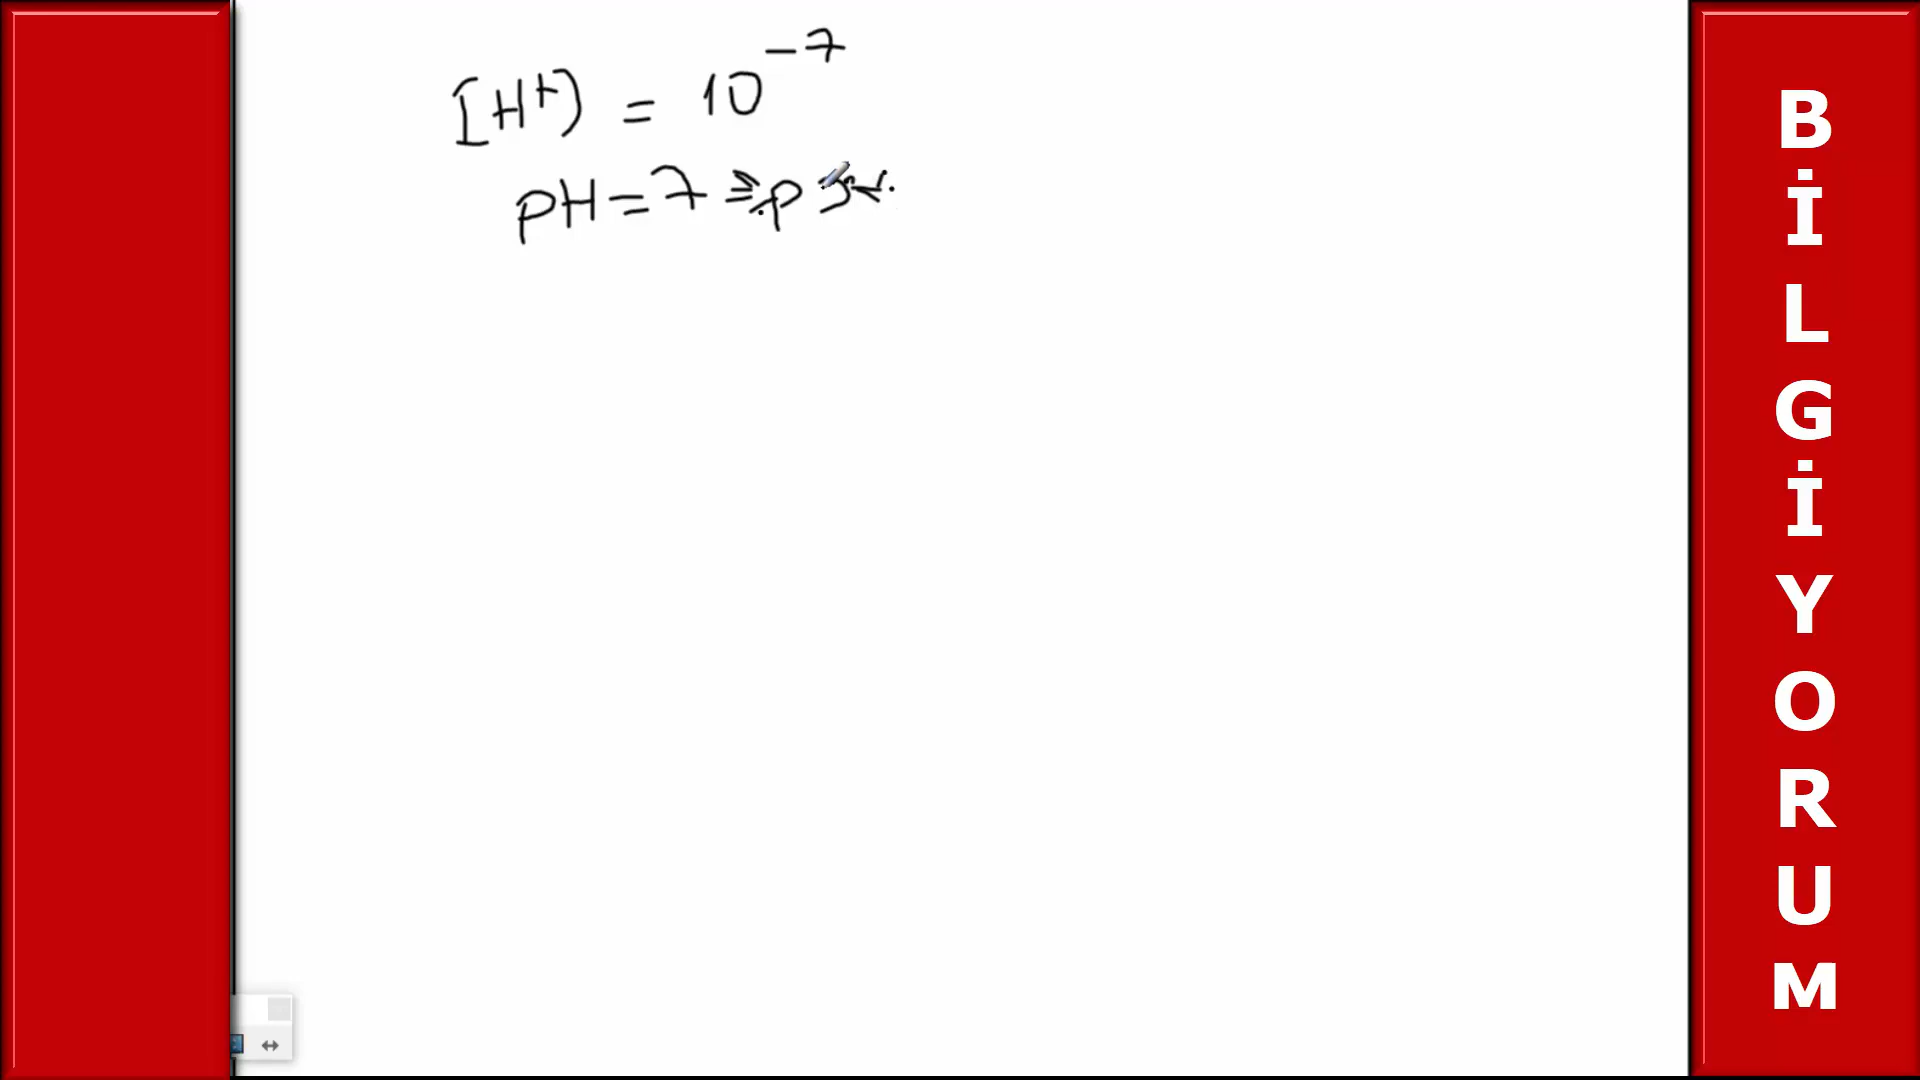 [H+) = 10^-7
pH = 7 ⇒ p
BİLGİYORUM